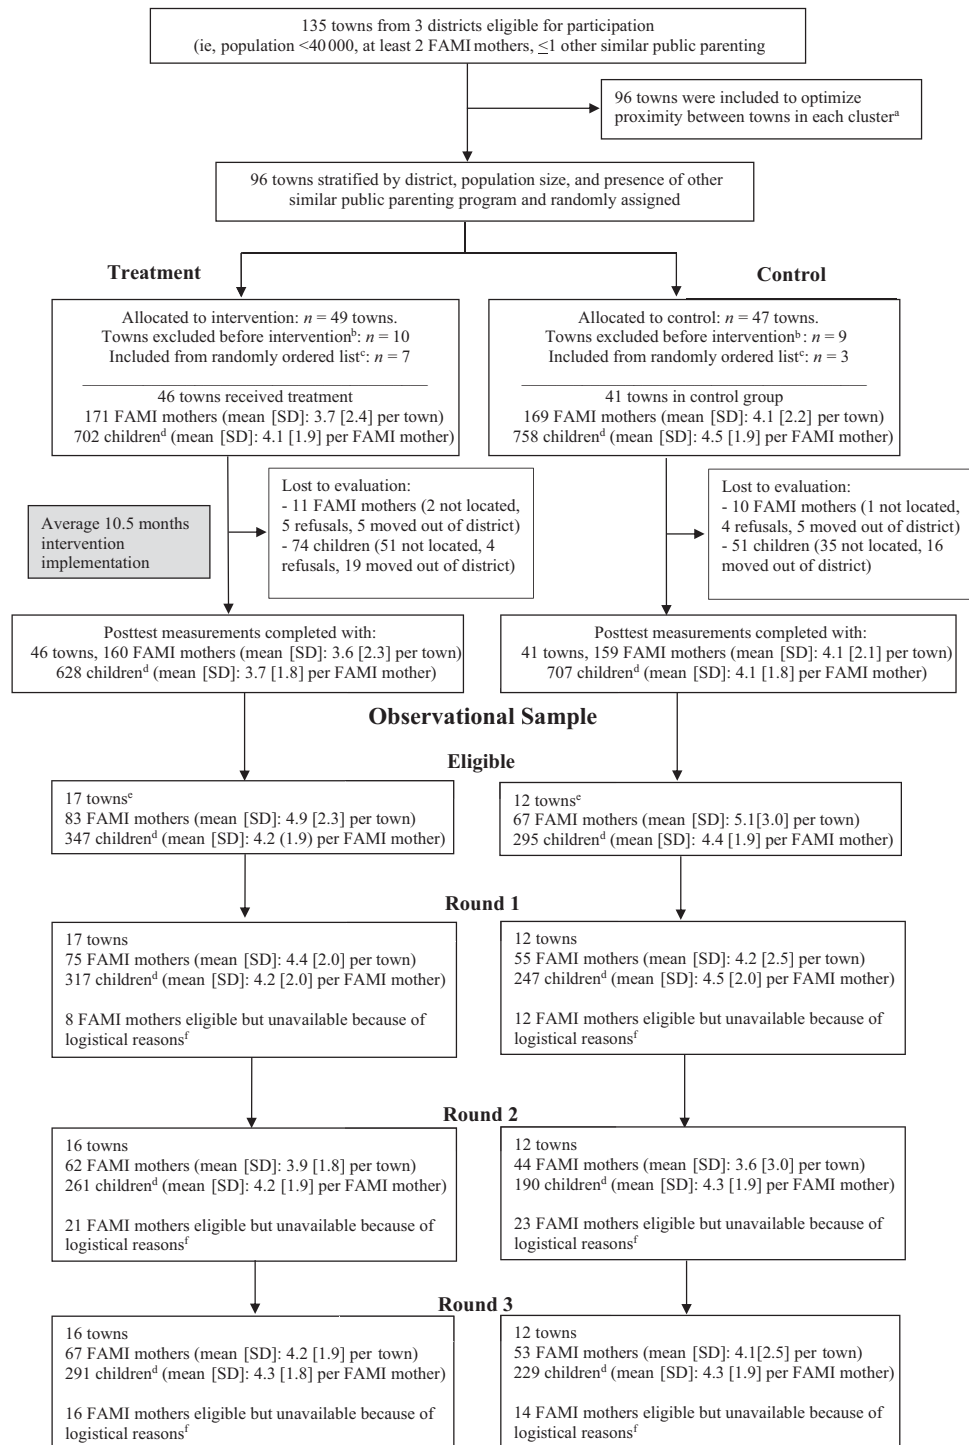 135 towns from 3 districts eligible for participation
(ie, population <40 000, at least 2 FAMI mothers, ≤1 other similar public parenting
96 towns were included to optimize
proximity between towns in each cluster^a
96 towns stratified by district, population size, and presence of other
similar public parenting program and randomly assigned
Treatment
Control
Allocated to intervention: n = 49 towns.
Towns excluded before intervention^b: n = 10
Included from randomly ordered list^c: n = 7
46 towns received treatment
171 FAMI mothers (mean [SD]: 3.7 [2.4] per town)
702 children^d (mean [SD]: 4.1 [1.9] per FAMI mother)
Allocated to control: n = 47 towns.
Towns excluded before intervention^b: n = 9
Included from randomly ordered list^c: n = 3
41 towns in control group
169 FAMI mothers (mean [SD]: 4.1 [2.2] per town)
758 children^d (mean [SD]: 4.5 [1.9] per FAMI mother)
Average 10.5 months
intervention
implementation
Lost to evaluation:
- 11 FAMI mothers (2 not located,
5 refusals, 5 moved out of district)
- 74 children (51 not located, 4
refusals, 19 moved out of district)
Lost to evaluation:
- 10 FAMI mothers (1 not located,
4 refusals, 5 moved out of district)
- 51 children (35 not located, 16
moved out of district)
Posttest measurements completed with:
46 towns, 160 FAMI mothers (mean [SD]: 3.6 [2.3] per town)
628 children^d (mean [SD]: 3.7 [1.8] per FAMI mother)
Posttest measurements completed with:
41 towns, 159 FAMI mothers (mean [SD]: 4.1 [2.1] per town)
707 children^d (mean [SD]: 4.1 [1.8] per FAMI mother)
Observational Sample
Eligible
17 towns^e
83 FAMI mothers (mean [SD]: 4.9 [2.3] per town)
347 children^d (mean [SD]: 4.2 (1.9) per FAMI mother)
12 towns^e
67 FAMI mothers (mean [SD]: 5.1[3.0] per town)
295 children^d (mean [SD]: 4.4 [1.9] per FAMI mother)
Round 1
17 towns
75 FAMI mothers (mean [SD]: 4.4 [2.0] per town)
317 children^d (mean [SD]: 4.2 [2.0] per FAMI mother)
8 FAMI mothers eligible but unavailable because of
logistical reasons^f
12 towns
55 FAMI mothers (mean [SD]: 4.2 [2.5] per town)
247 children^d (mean [SD]: 4.5 [2.0] per FAMI mother)
12 FAMI mothers eligible but unavailable because of
logistical reasons^f
Round 2
16 towns
62 FAMI mothers (mean [SD]: 3.9 [1.8] per town)
261 children^d (mean [SD]: 4.2 [1.9] per FAMI mother)
21 FAMI mothers eligible but unavailable because of
logistical reasons^f
12 towns
44 FAMI mothers (mean [SD]: 3.6 [3.0] per town)
190 children^d (mean [SD]: 4.3 [1.9] per FAMI mother)
23 FAMI mothers eligible but unavailable because of
logistical reasons^f
Round 3
16 towns
67 FAMI mothers (mean [SD]: 4.2 [1.9] per town)
291 children^d (mean [SD]: 4.3 [1.8] per FAMI mother)
16 FAMI mothers eligible but unavailable because of
logistical reasons^f
12 towns
53 FAMI mothers (mean [SD]: 4.1[2.5] per town)
229 children^d (mean [SD]: 4.3 [1.9] per FAMI mother)
14 FAMI mothers eligible but unavailable because of
logistical reasons^f